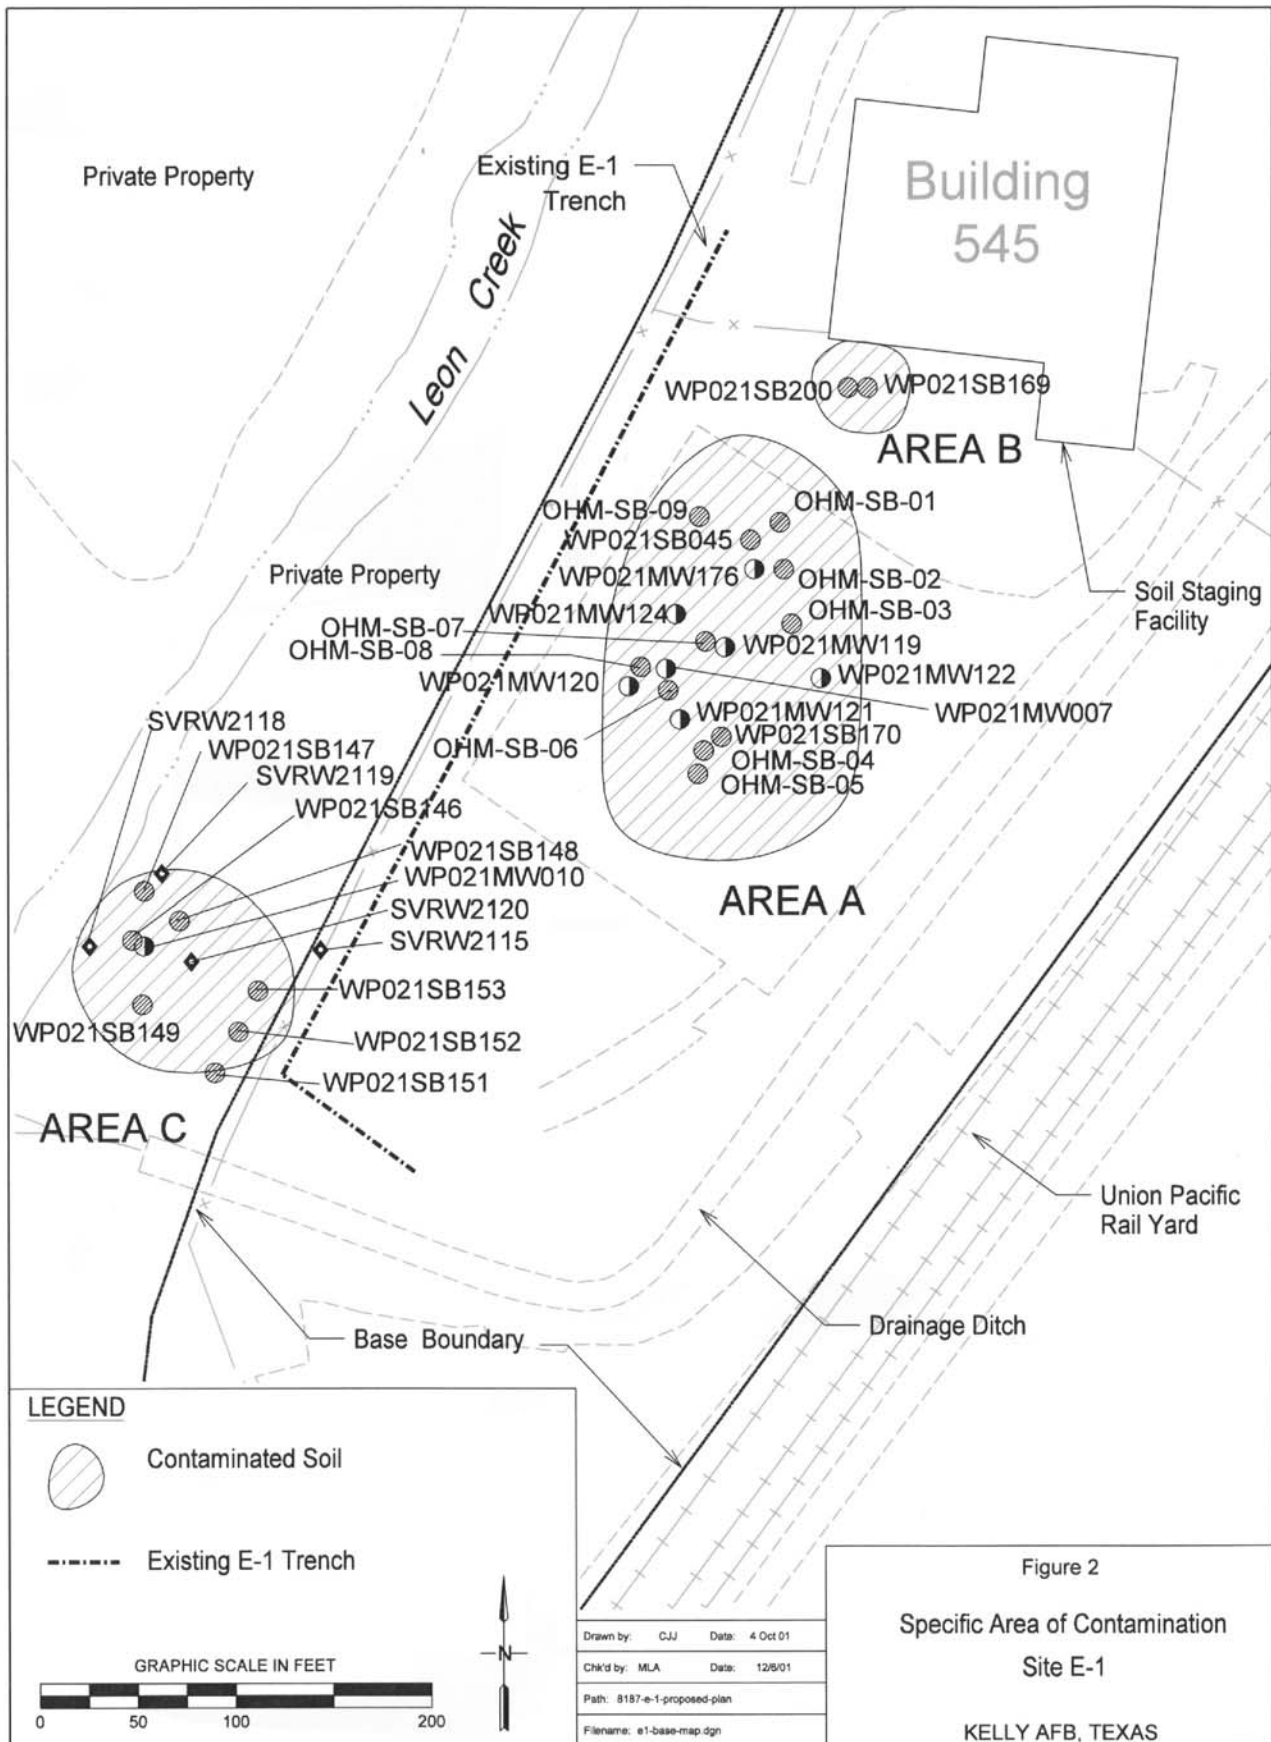 Private Property
Existing E-1
Trench
Building
545
Leon Creek
WP021SB200
WP021SB169
AREA B
OHM-SB-09
OHM-SB-01
WP021SB045
WP021MW176
OHM-SB-02
Private Property
Soil Staging
Facility
WP021MW124
OHM-SB-03
OHM-SB-07
WP021MW119
OHM-SB-08
WP021MW120
WP021MW122
WP021MW007
WP021MW121
SVRW2118
WP021SB170
OHM-SB-06
WP021SB147
OHM-SB-04
SVRW2119
OHM-SB-05
WP021SB146
WP021SB148
WP021MW010
AREA A
SVRW2120
SVRW2115
WP021SB153
WP021SB149
WP021SB152
WP021SB151
AREA C
Union Pacific
Rail Yard
Drainage Ditch
Base Boundary
LEGEND
Contaminated Soil
Existing E-1 Trench
GRAPHIC SCALE IN FEET
0 50 100 200
N
Drawn by: CJJ Date: 4 Oct 01
Chk'd by: MLA Date: 12/6/01
Path: 8187-e-1-proposed-plan
Filename: e1-base-map.dgn
Figure 2
Specific Area of Contamination
Site E-1
KELLY AFB, TEXAS